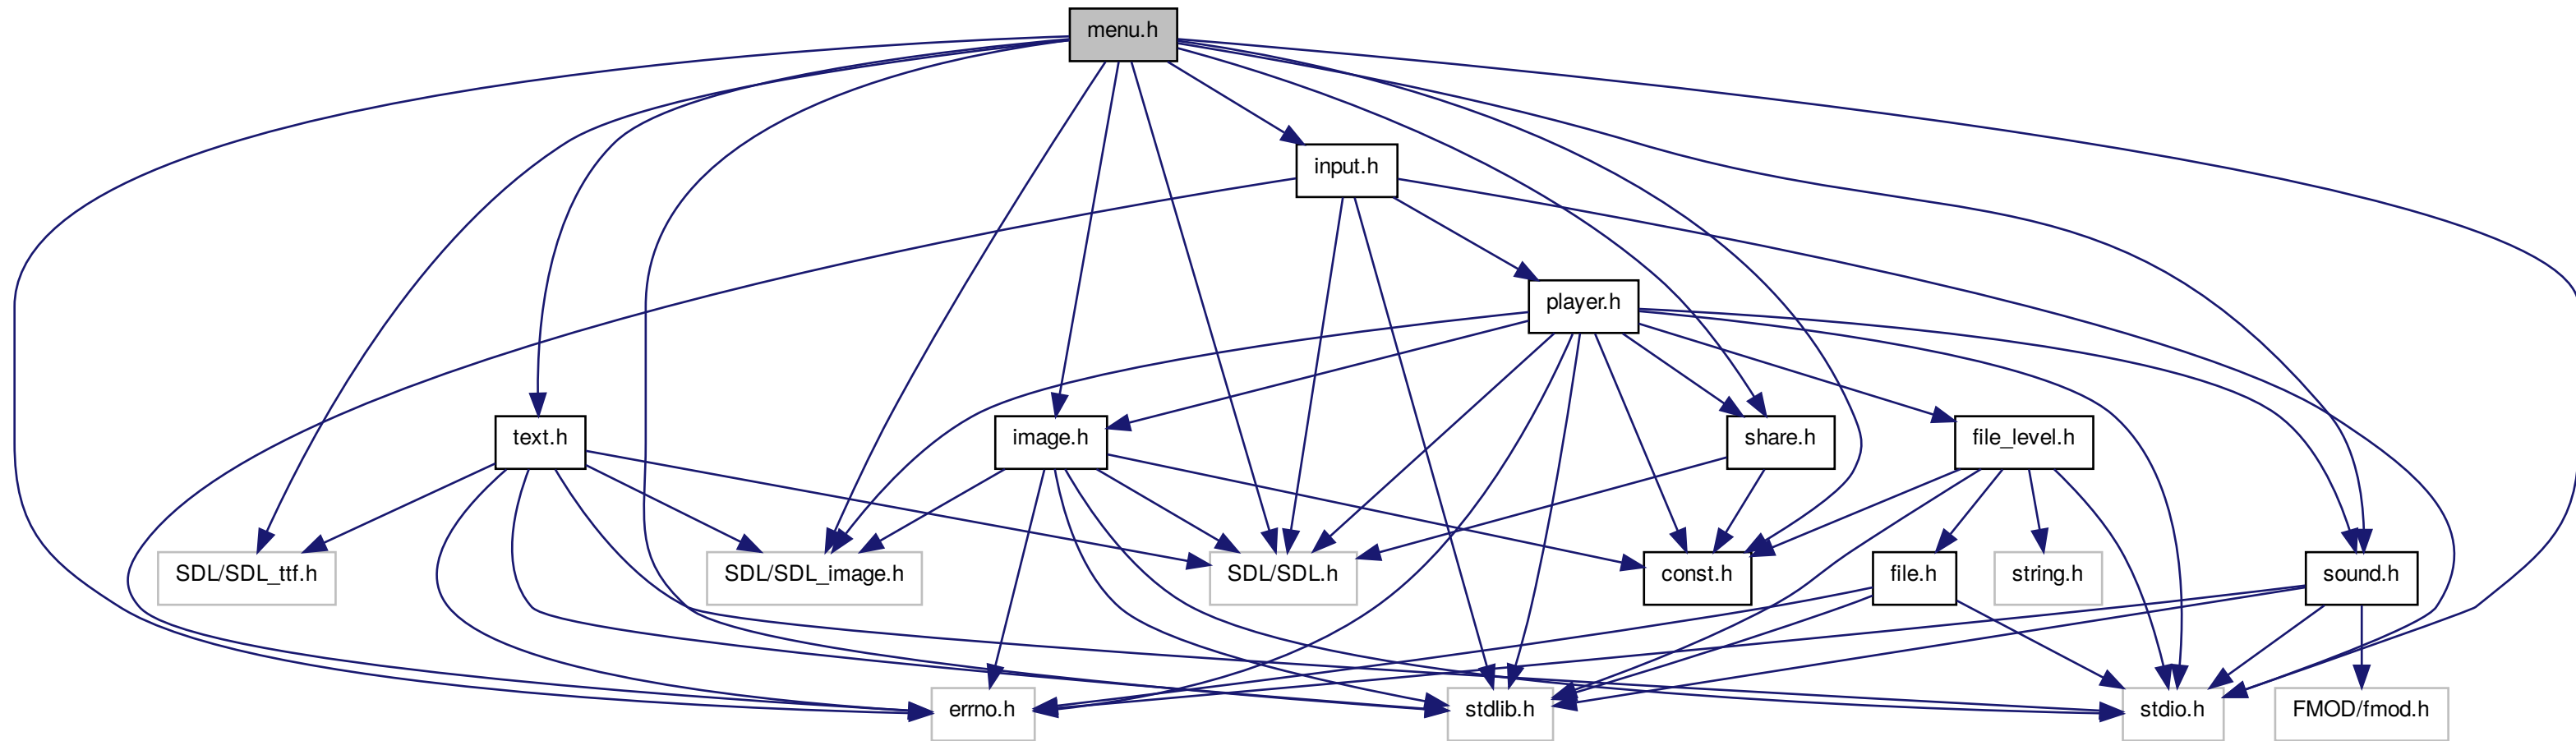 menu.h
input.h
player.h
text.h
image.h
share.h
file_level.h
SDL/SDL_ttf.h
SDL/SDL_image.h
SDL/SDL.h
const.h
file.h
string.h
sound.h
errno.h
stdlib.h
stdio.h
FMOD/fmod.h